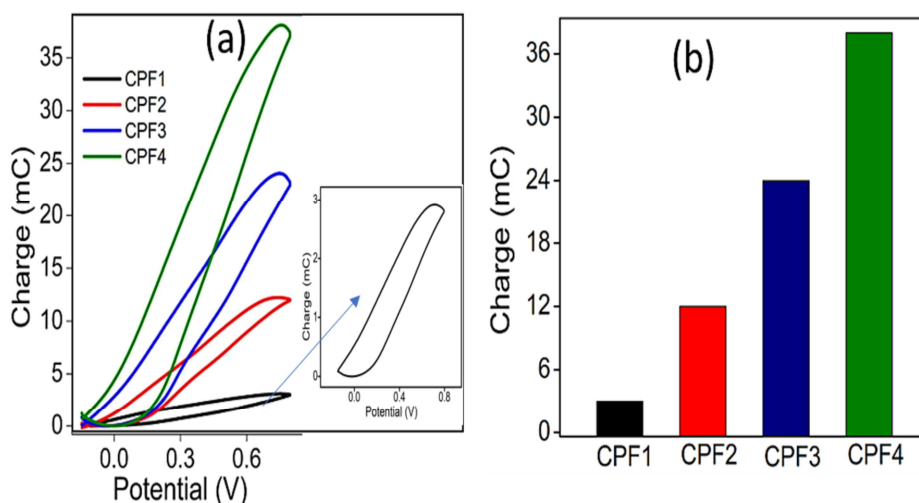 (a)
CPF1
CPF2
CPF3
CPF4
Charge (mC)
35
30
25
20
15
10
5
0
0.0 0.3 0.6
Potential (V)
Charge (mC)
3
2
1
0
0.0 0.4 0.8
Potential (V)
(b)
Charge (mC)
36
30
24
18
12
6
0
CPF1 CPF2 CPF3 CPF4